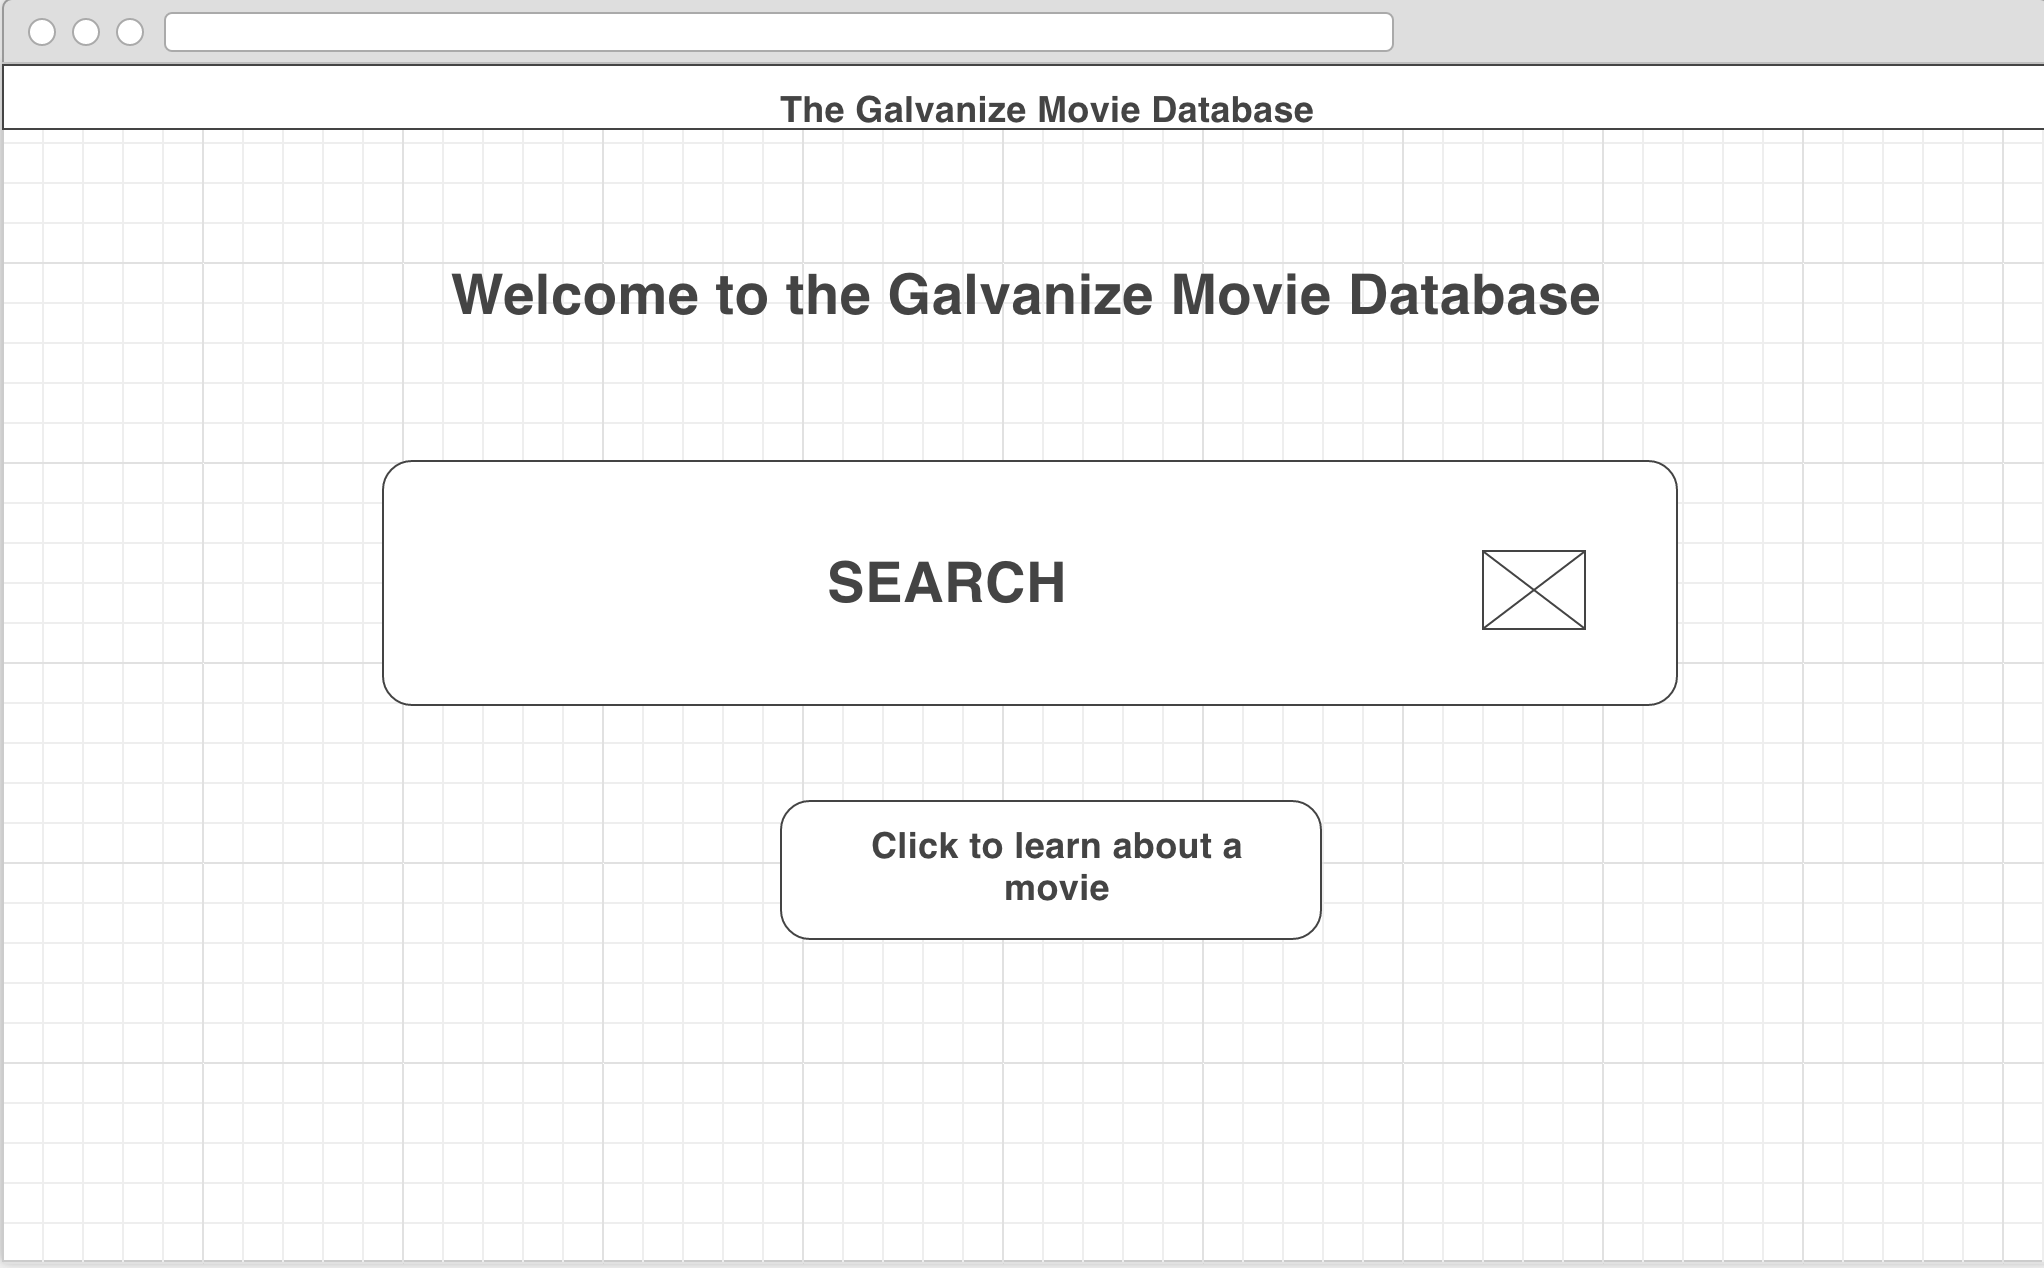 The Galvanize Movie Database
Welcome to the Galvanize Movie Database
SEARCH
Click to learn about a
movie